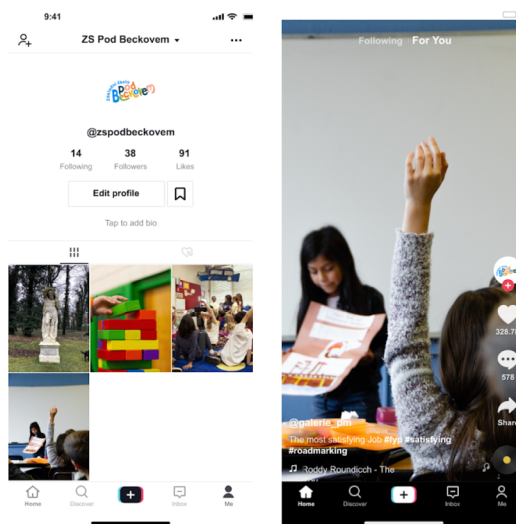 9:41
ZS Pod Beckovem
Pod
Beckovem
@zspodbeckovem
14 38 91
Following Followers Likes
Edit profile
Tap to add bio
Home Discover Inbox Me
Following For You
328.7
578
Share
@galerie_pm
The most satisfying Job #fyp #satisfying
#roadmarking
Roddy Roundicch - The
Home Discover Inbox Me